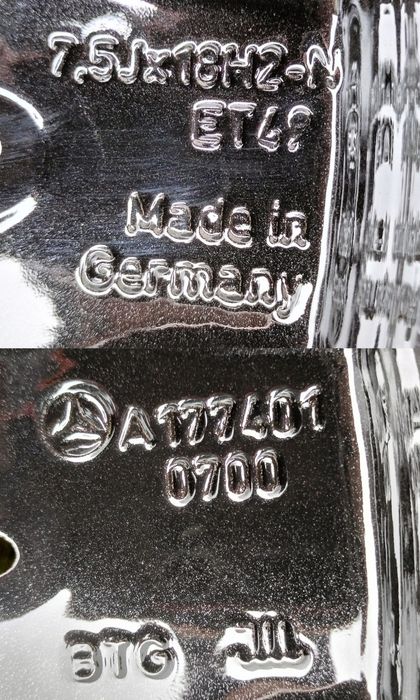 7.5Jx18H2-N
ET49
Made in
Germany
A1774010700
BTG